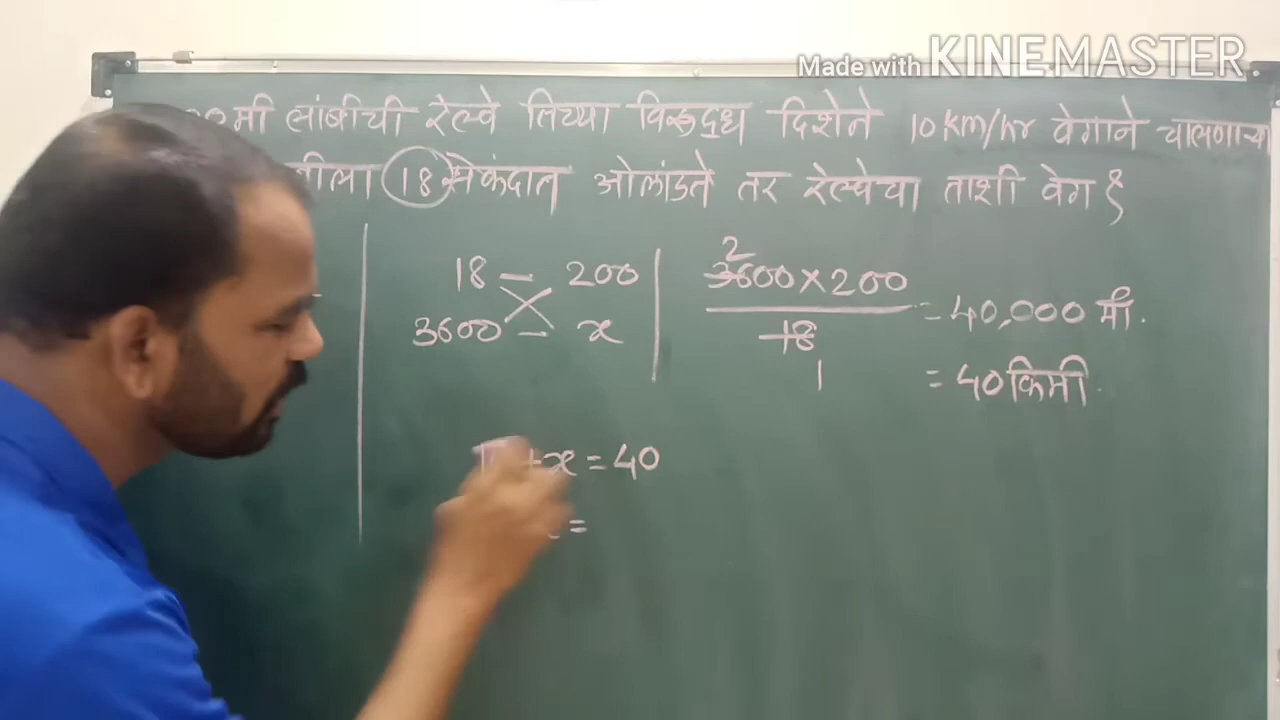 Made with KINEMASTER
मी लांबीची रेल्वे तिच्या विरूद्ध दिशेने 10 km/hr वेगाने चालणाऱ्या
18 सेकंदात ओलांडते तर रेल्वेचा ताशी वेग ?
18 — 200
3600 — x
2
3600 × 200
18
1
= 40,000 मी.
= 40 किमी.
+ x = 40
=